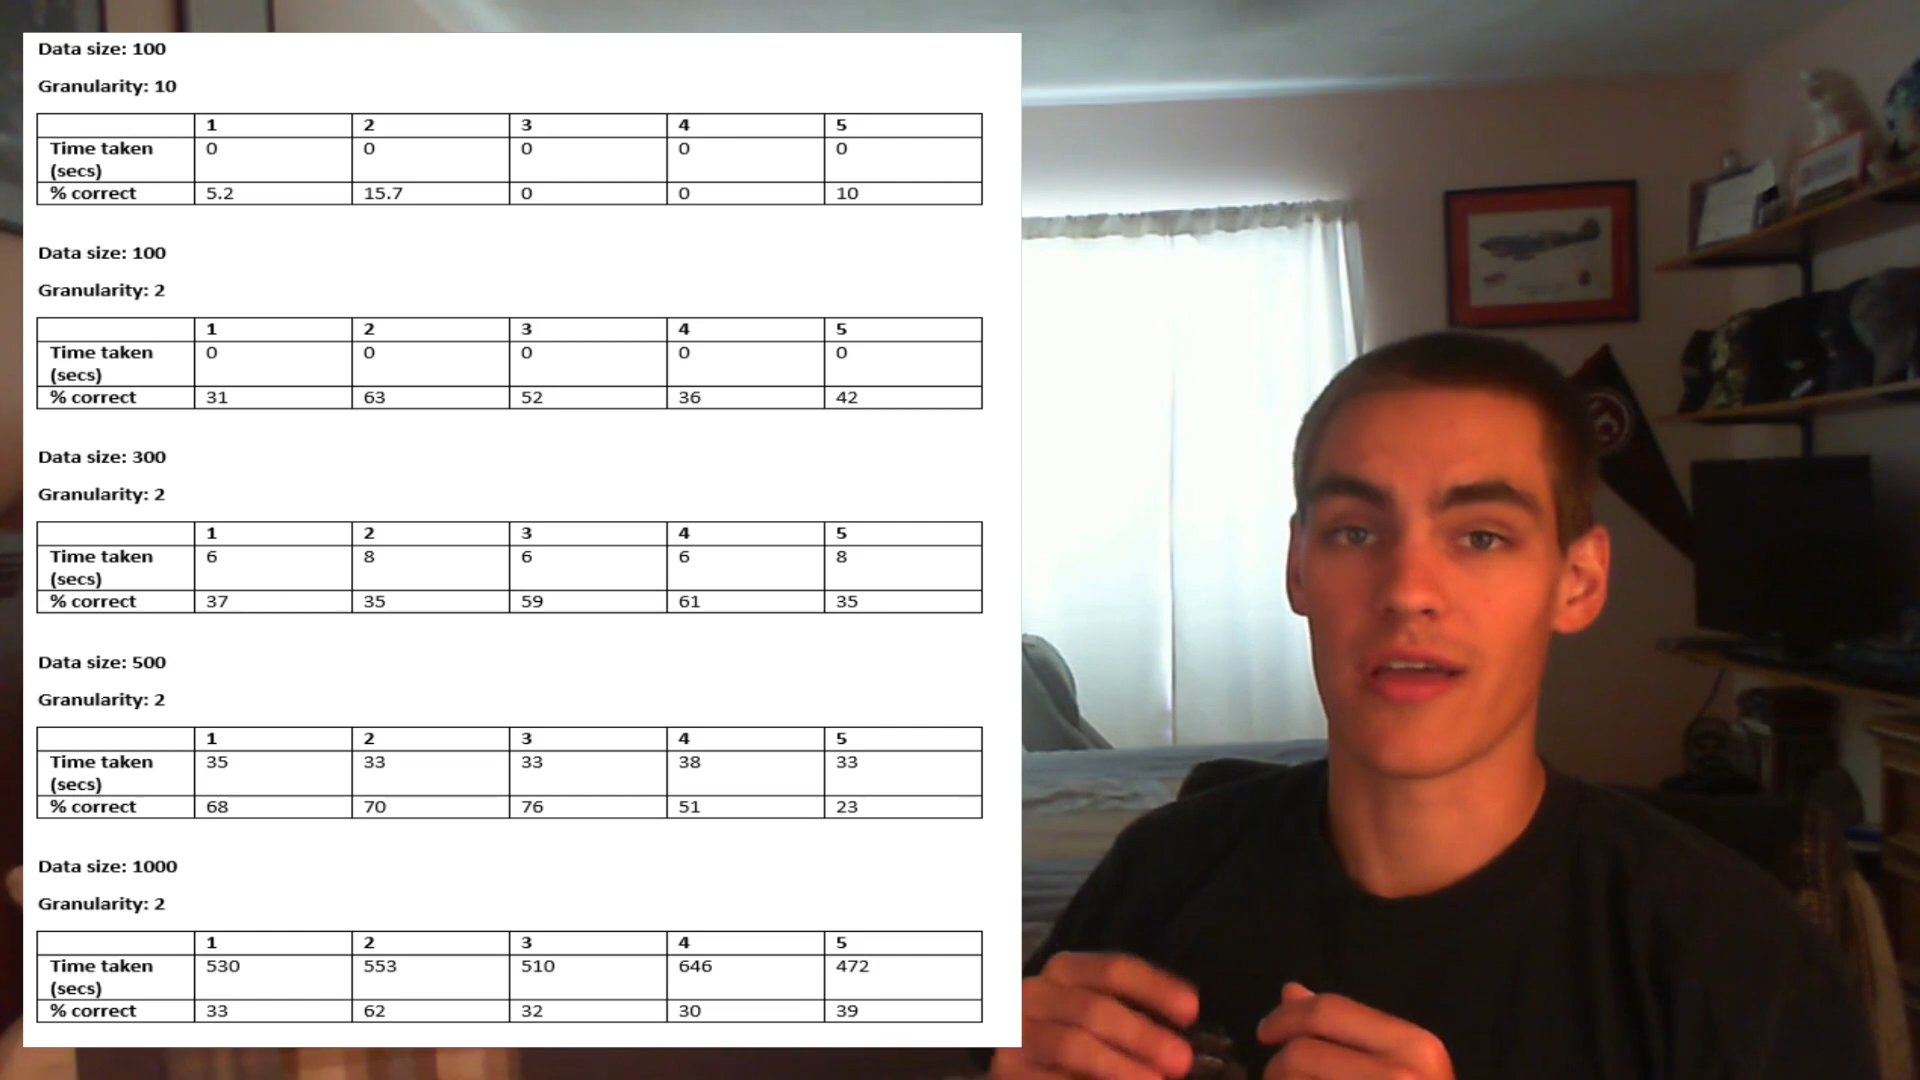 Data size: 100
Granularity: 10
1 2 3 4 5
Time taken (secs) 0 0 0 0 0
% correct 5.2 15.7 0 0 10
Data size: 100
Granularity: 2
1 2 3 4 5
Time taken (secs) 0 0 0 0 0
% correct 31 63 52 36 42
Data size: 300
Granularity: 2
1 2 3 4 5
Time taken (secs) 6 8 6 6 8
% correct 37 35 59 61 35
Data size: 500
Granularity: 2
1 2 3 4 5
Time taken (secs) 35 33 33 38 33
% correct 68 70 76 51 23
Data size: 1000
Granularity: 2
1 2 3 4 5
Time taken (secs) 530 553 510 646 472
% correct 33 62 32 30 39